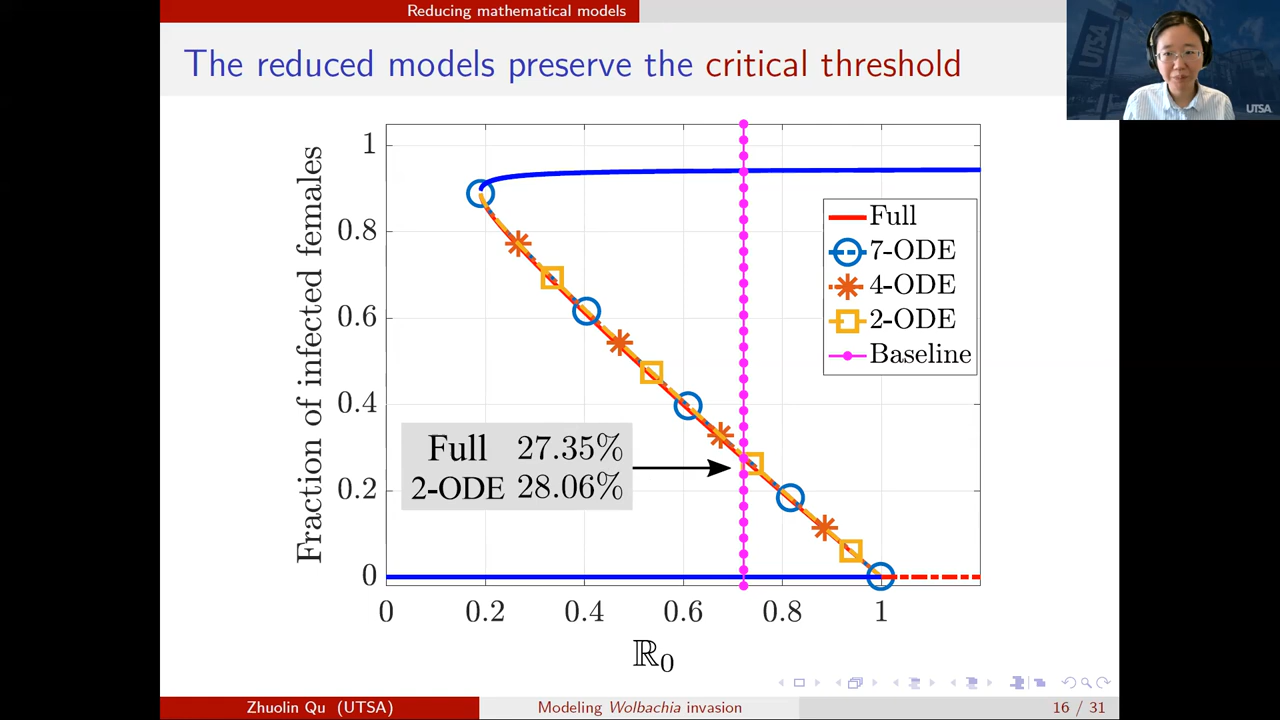 Reducing mathematical models
The reduced models preserve the critical threshold
UTSA
UTSA
Fraction of infected females
1
0.8
0.6
0.4
0.2
0
Full
7-ODE
4-ODE
2-ODE
Baseline
Full 27.35%
2-ODE 28.06%
0 0.2 0.4 0.6 0.8 1
ℝ₀
Zhuolin Qu (UTSA) Modeling Wolbachia invasion 16 / 31